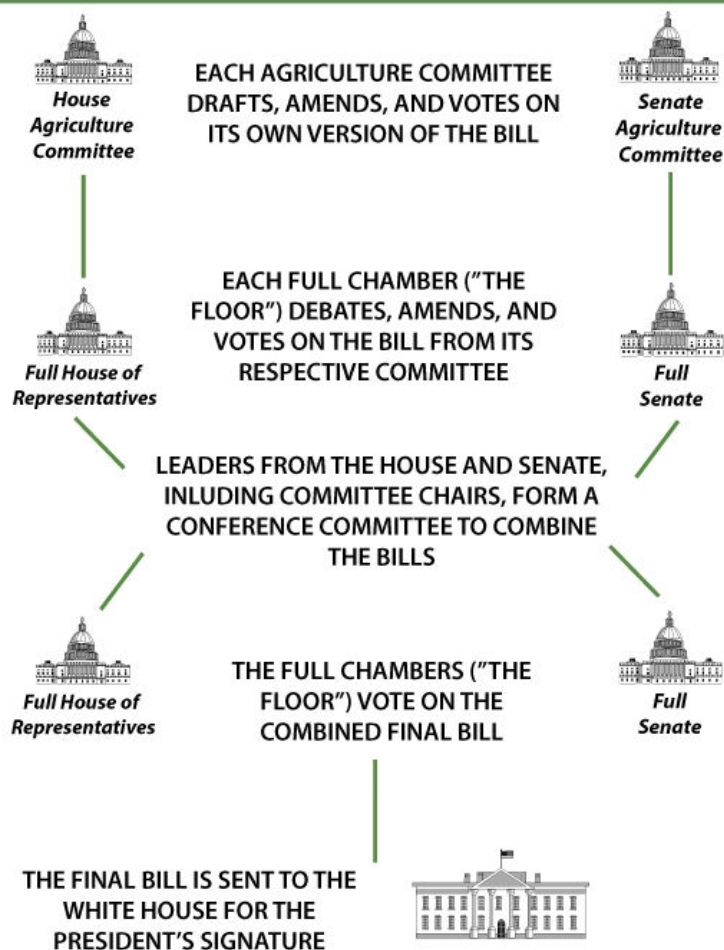 House
Agriculture
Committee
EACH AGRICULTURE COMMITTEE
DRAFTS, AMENDS, AND VOTES ON
ITS OWN VERSION OF THE BILL
Senate
Agriculture
Committee
Full House of
Representatives
EACH FULL CHAMBER ("THE
FLOOR") DEBATES, AMENDS, AND
VOTES ON THE BILL FROM ITS
RESPECTIVE COMMITTEE
Full
Senate
LEADERS FROM THE HOUSE AND SENATE,
INLUDING COMMITTEE CHAIRS, FORM A
CONFERENCE COMMITTEE TO COMBINE
THE BILLS
Full House of
Representatives
THE FULL CHAMBERS ("THE
FLOOR") VOTE ON THE
COMBINED FINAL BILL
Full
Senate
THE FINAL BILL IS SENT TO THE
WHITE HOUSE FOR THE
PRESIDENT'S SIGNATURE